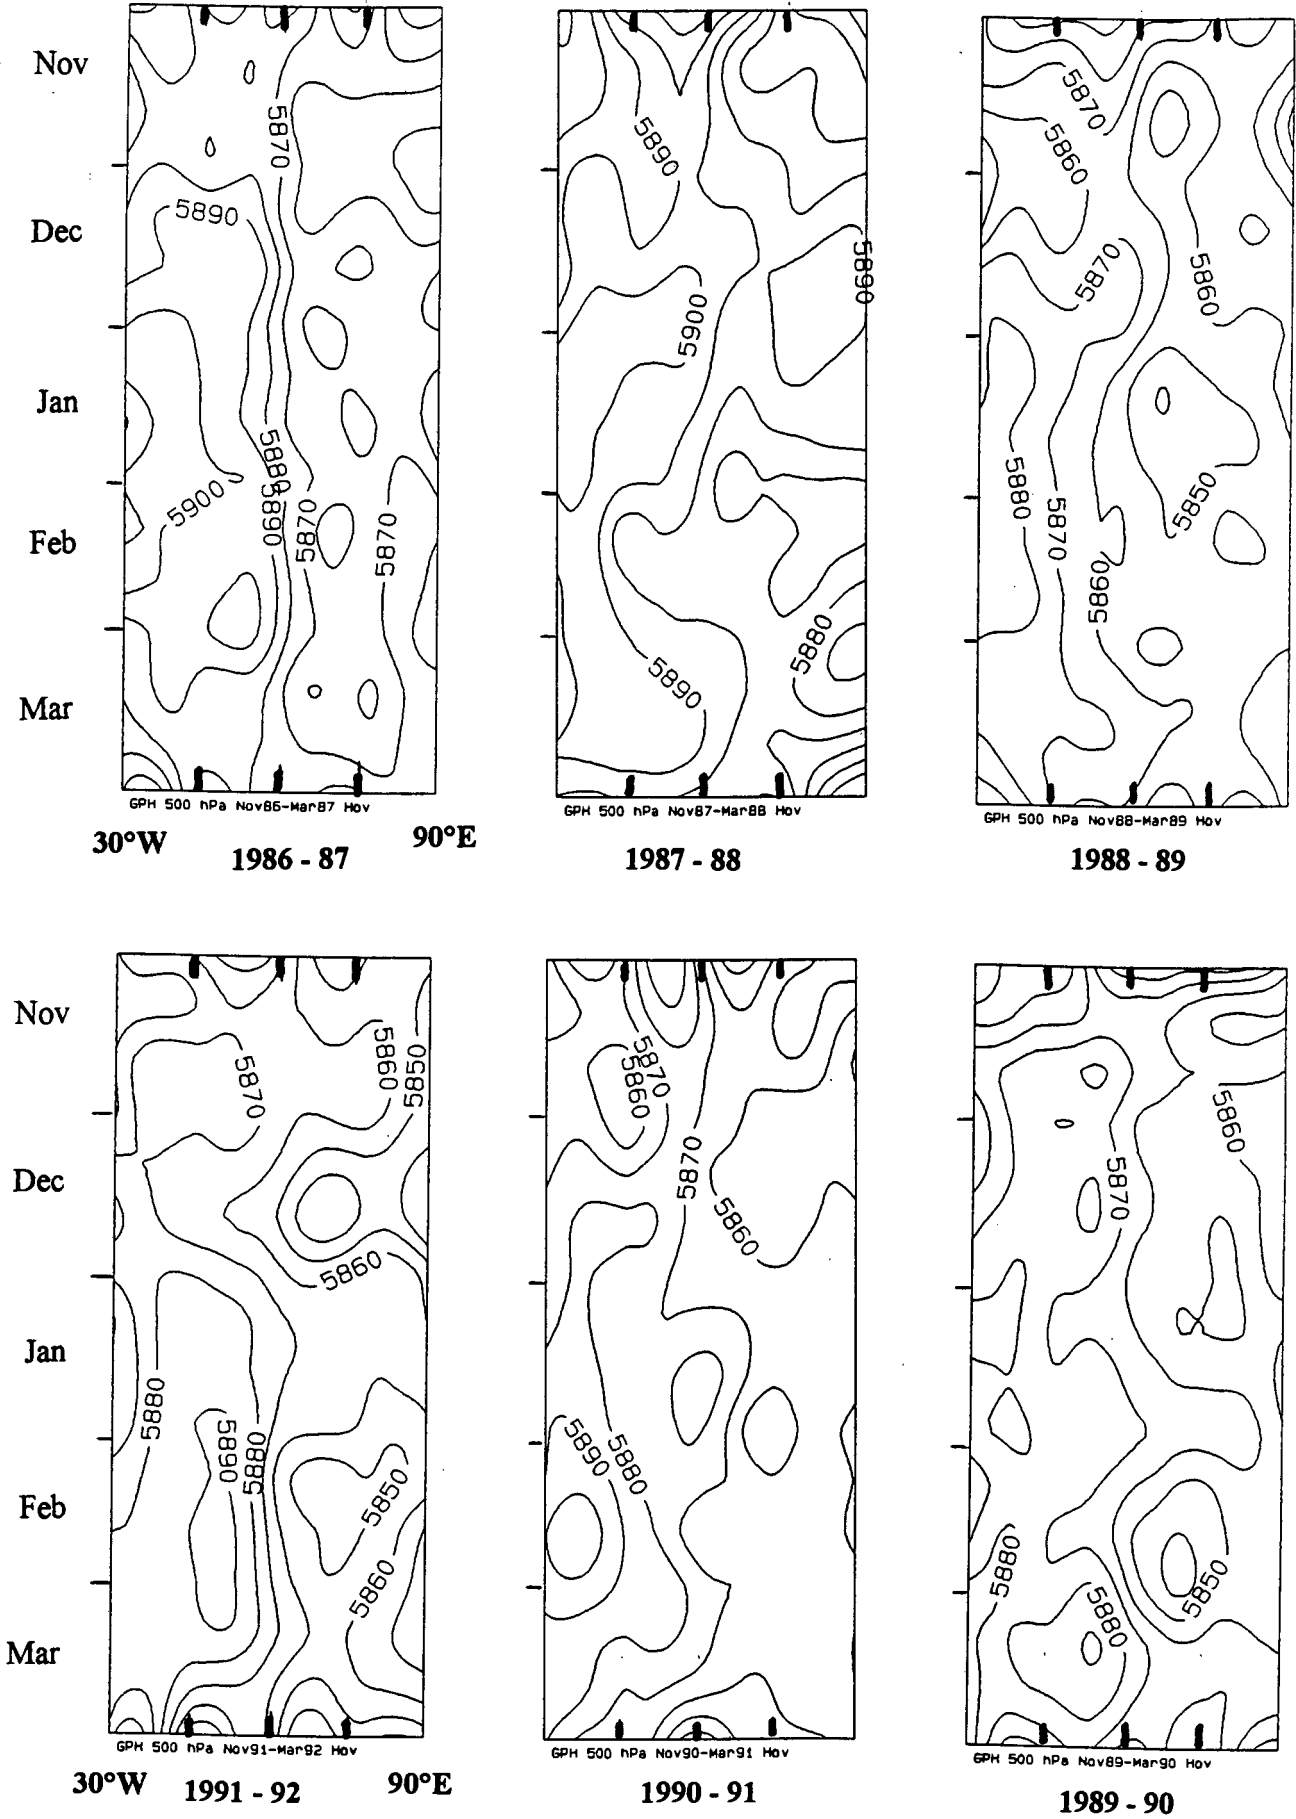 Nov
Dec
Jan
Feb
Mar
5870
5890
5880
5890
5900
5870
5870
GPH 500 hPa Nov86-Mar87 Hov
30°W
90°E
1986 - 87
5890
5890
5900
5880
5890
GPH 500 hPa Nov87-Mar88 Hov
1987 - 88
5870
5860
5870
5860
5880
5870
5850
5860
GPH 500 hPa Nov88-Mar89 Hov
1988 - 89
Nov
Dec
Jan
Feb
Mar
5870
5860
5850
5860
5880
5890
5880
5850
5860
GPH 500 hPa Nov91-Mar92 Hov
30°W
90°E
1991 - 92
5870
5860
5870
5860
5890
5880
GPH 500 hPa Nov90-Mar91 Hov
1990 - 91
5860
5870
5880
5880
5850
GPH 500 hPa Nov89-Mar90 Hov
1989 - 90